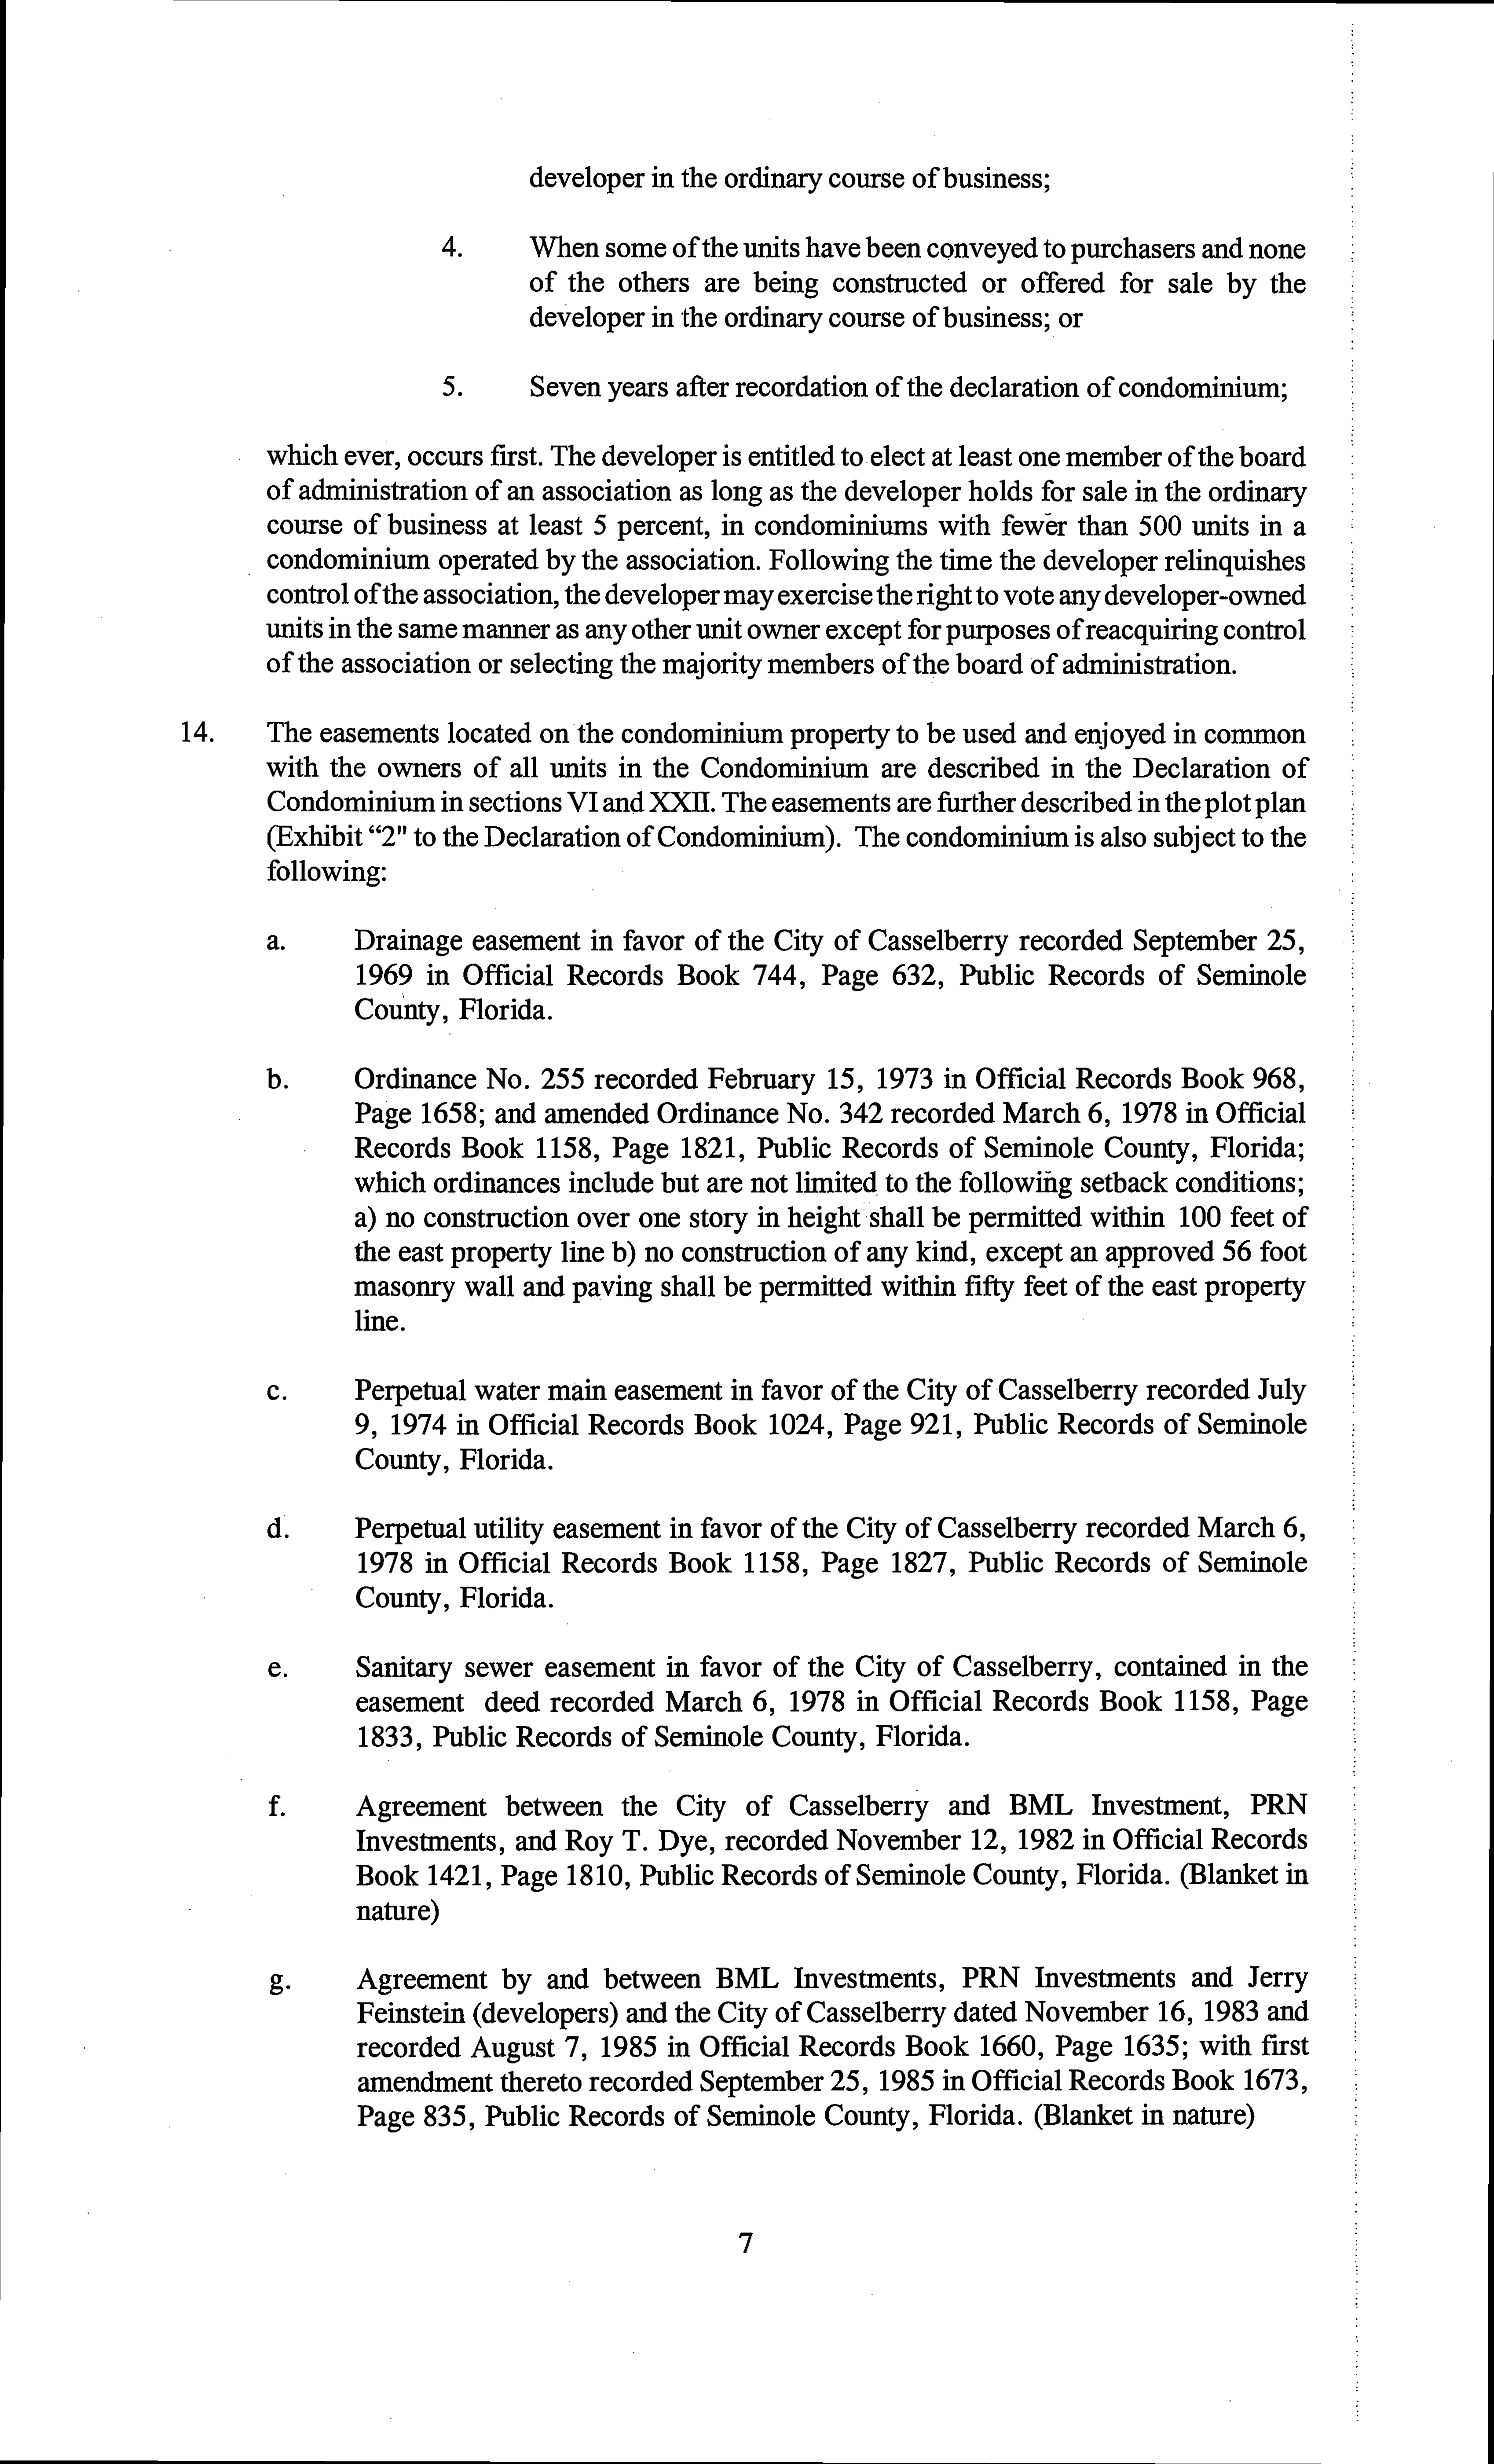 developer in the ordinary course of business;
4. When some of the units have been conveyed to purchasers and none
of the others are being constructed or offered for sale by the
developer in the ordinary course of business; or
5. Seven years after recordation of the declaration of condominium;
which ever, occurs first. The developer is entitled to elect at least one member of the board
of administration of an association as long as the developer holds for sale in the ordinary
course of business at least 5 percent, in condominiums with fewer than 500 units in a
condominium operated by the association. Following the time the developer relinquishes
control of the association, the developer may exercise the right to vote any developer-owned
units in the same manner as any other unit owner except for purposes of reacquiring control
of the association or selecting the majority members of the board of administration.
14. The easements located on the condominium property to be used and enjoyed in common
with the owners of all units in the Condominium are described in the Declaration of
Condominium in sections VI and XXII. The easements are further described in the plot plan
(Exhibit “2" to the Declaration of Condominium). The condominium is also subject to the
following:
a. Drainage easement in favor of the City of Casselberry recorded September 25,
1969 in Official Records Book 744, Page 632, Public Records of Seminole
County, Florida.
b. Ordinance No. 255 recorded February 15, 1973 in Official Records Book 968,
Page 1658; and amended Ordinance No. 342 recorded March 6, 1978 in Official
Records Book 1158, Page 1821, Public Records of Seminole County, Florida;
which ordinances include but are not limited to the following setback conditions;
a) no construction over one story in height shall be permitted within 100 feet of
the east property line b) no construction of any kind, except an approved 56 foot
masonry wall and paving shall be permitted within fifty feet of the east property
line.
c. Perpetual water main easement in favor of the City of Casselberry recorded July
9, 1974 in Official Records Book 1024, Page 921, Public Records of Seminole
County, Florida.
d. Perpetual utility easement in favor of the City of Casselberry recorded March 6,
1978 in Official Records Book 1158, Page 1827, Public Records of Seminole
County, Florida.
e. Sanitary sewer easement in favor of the City of Casselberry, contained in the
easement deed recorded March 6, 1978 in Official Records Book 1158, Page
1833, Public Records of Seminole County, Florida.
f. Agreement between the City of Casselberry and BML Investment, PRN
Investments, and Roy T. Dye, recorded November 12, 1982 in Official Records
Book 1421, Page 1810, Public Records of Seminole County, Florida. (Blanket in
nature)
g. Agreement by and between BML Investments, PRN Investments and Jerry
Feinstein (developers) and the City of Casselberry dated November 16, 1983 and
recorded August 7, 1985 in Official Records Book 1660, Page 1635; with first
amendment thereto recorded September 25, 1985 in Official Records Book 1673,
Page 835, Public Records of Seminole County, Florida. (Blanket in nature)
7